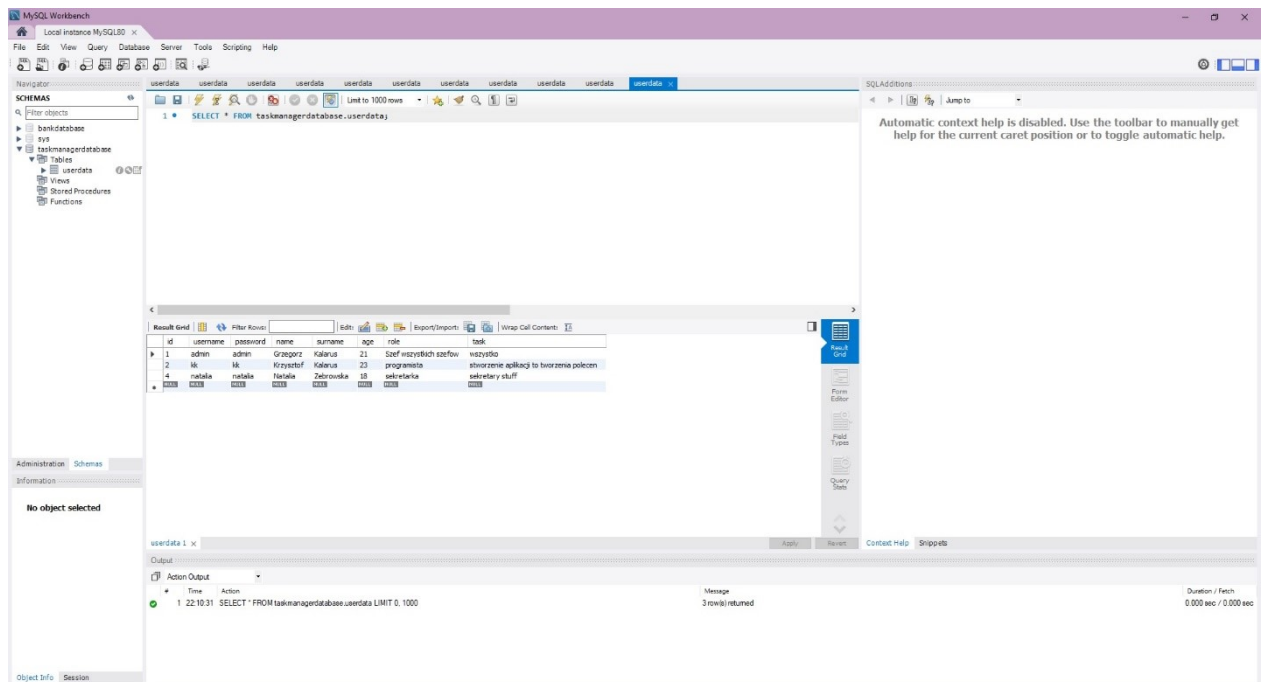 MySQL Workbench
Local instance MySQL80 ×
File Edit View Query Database Server Tools Scripting Help
Navigator
SCHEMAS
Filter objects
bankdatabase
sys
taskmanagerdatabase
Tables
userdata
Views
Stored Procedures
Functions
Administration Schemas
Information
No object selected
Object Info Session
userdata userdata userdata userdata userdata userdata userdata userdata userdata userdata userdata ×
Limit to 1000 rows
1 SELECT * FROM taskmanagerdatabase.userdata;
Result Grid Filter Rows: Edit: Export/Import: Wrap Cell Content:
id username password name surname age role task
1 admin admin Grzegorz Kalarus 21 Szef wszystkich szefow wszystko
2 kk kk Krzysztof Kalarus 23 programista stworzenie aplikacji to tworzenia polecen
4 natalia natalia Natalia Zebrowska 18 sekretarka sekretary stuff
NULL NULL NULL NULL NULL NULL NULL NULL
Result Grid
Form Editor
Field Types
Query Stats
userdata 1 × Apply Revert
Output
Action Output
# Time Action Message Duration / Fetch
1 22:10:31 SELECT * FROM taskmanagerdatabase.userdata LIMIT 0, 1000 3 row(s) returned 0.000 sec / 0.000 sec
SQLAdditions
Jump to
Automatic context help is disabled. Use the toolbar to manually get
help for the current caret position or to toggle automatic help.
Context Help Snippets